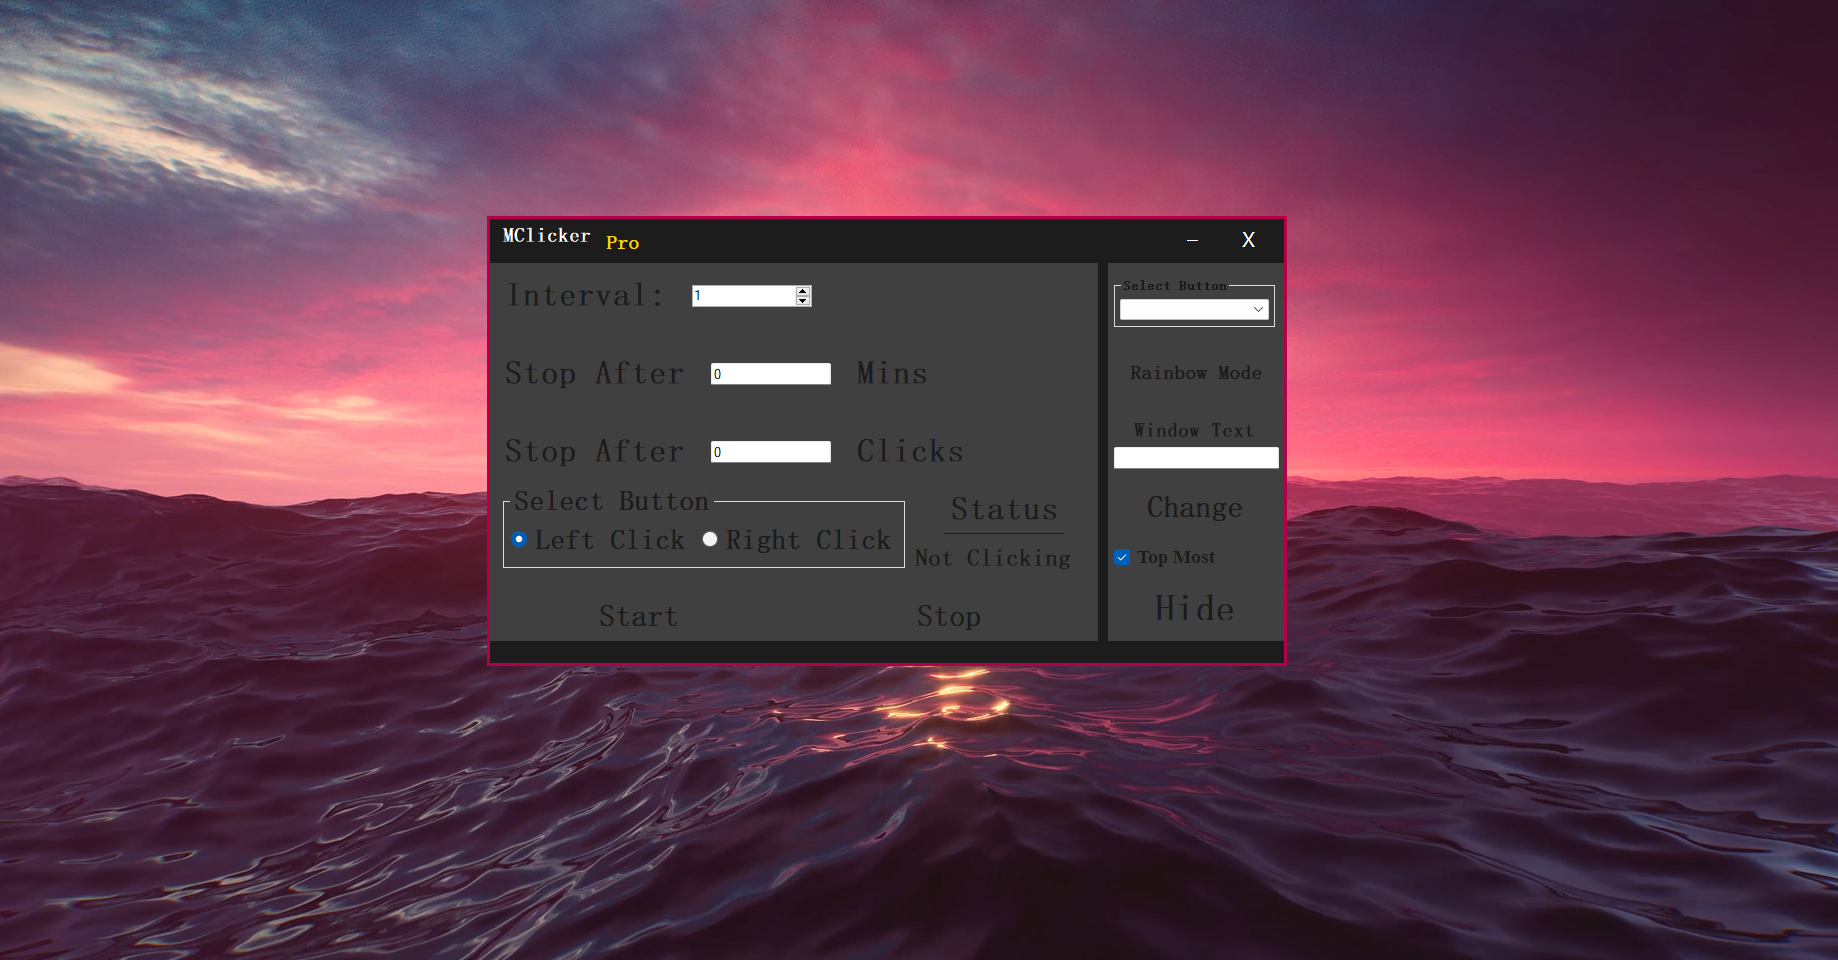 MClicker Pro
– X
Interval: 1
Stop After 0 Mins
Stop After 0 Clicks
Select Button
Left Click Right Click
Status
Not Clicking
Start Stop
Select Button
Rainbow Mode
Window Text
Change
Top Most
Hide